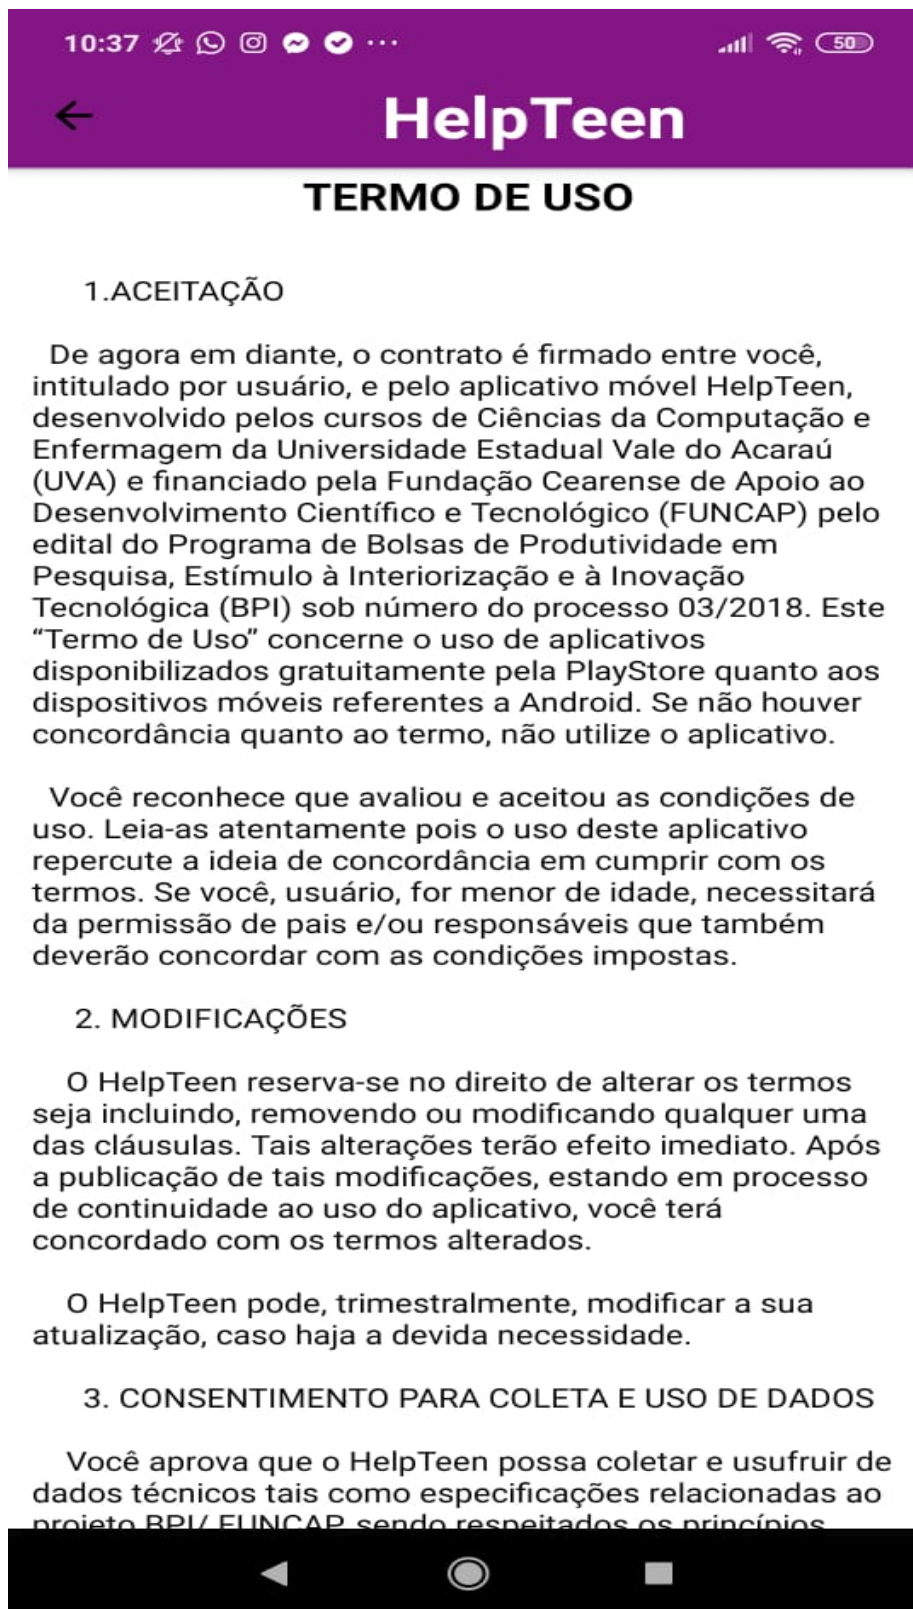 10:37
50
HelpTeen
TERMO DE USO
1.ACEITAÇÃO
De agora em diante, o contrato é firmado entre você,
intitulado por usuário, e pelo aplicativo móvel HelpTeen,
desenvolvido pelos cursos de Ciências da Computação e
Enfermagem da Universidade Estadual Vale do Acaraú
(UVA) e financiado pela Fundação Cearense de Apoio ao
Desenvolvimento Científico e Tecnológico (FUNCAP) pelo
edital do Programa de Bolsas de Produtividade em
Pesquisa, Estímulo à Interiorização e à Inovação
Tecnológica (BPI) sob número do processo 03/2018. Este
“Termo de Uso” concerne o uso de aplicativos
disponibilizados gratuitamente pela PlayStore quanto aos
dispositivos móveis referentes a Android. Se não houver
concordância quanto ao termo, não utilize o aplicativo.
Você reconhece que avaliou e aceitou as condições de
uso. Leia-as atentamente pois o uso deste aplicativo
repercute a ideia de concordância em cumprir com os
termos. Se você, usuário, for menor de idade, necessitará
da permissão de pais e/ou responsáveis que também
deverão concordar com as condições impostas.
2. MODIFICAÇÕES
O HelpTeen reserva-se no direito de alterar os termos
seja incluindo, removendo ou modificando qualquer uma
das cláusulas. Tais alterações terão efeito imediato. Após
a publicação de tais modificações, estando em processo
de continuidade ao uso do aplicativo, você terá
concordado com os termos alterados.
O HelpTeen pode, trimestralmente, modificar a sua
atualização, caso haja a devida necessidade.
3. CONSENTIMENTO PARA COLETA E USO DE DADOS
Você aprova que o HelpTeen possa coletar e usufruir de
dados técnicos tais como especificações relacionadas ao
projeto BPI/ FUNCAP, sendo respeitados os princípios